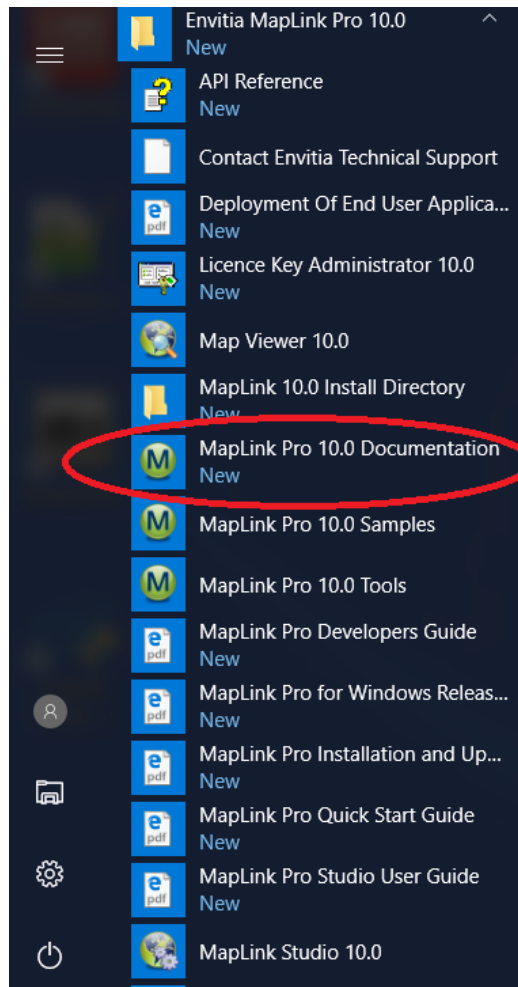 Envitia MapLink Pro 10.0
New
API Reference
New
Contact Envitia Technical Support
Deployment Of End User Applica...
New
Licence Key Administrator 10.0
New
Map Viewer 10.0
MapLink 10.0 Install Directory
New
MapLink Pro 10.0 Documentation
New
MapLink Pro 10.0 Samples
MapLink Pro 10.0 Tools
MapLink Pro Developers Guide
New
MapLink Pro for Windows Releas...
New
MapLink Pro Installation and Up...
New
MapLink Pro Quick Start Guide
New
MapLink Pro Studio User Guide
New
MapLink Studio 10.0